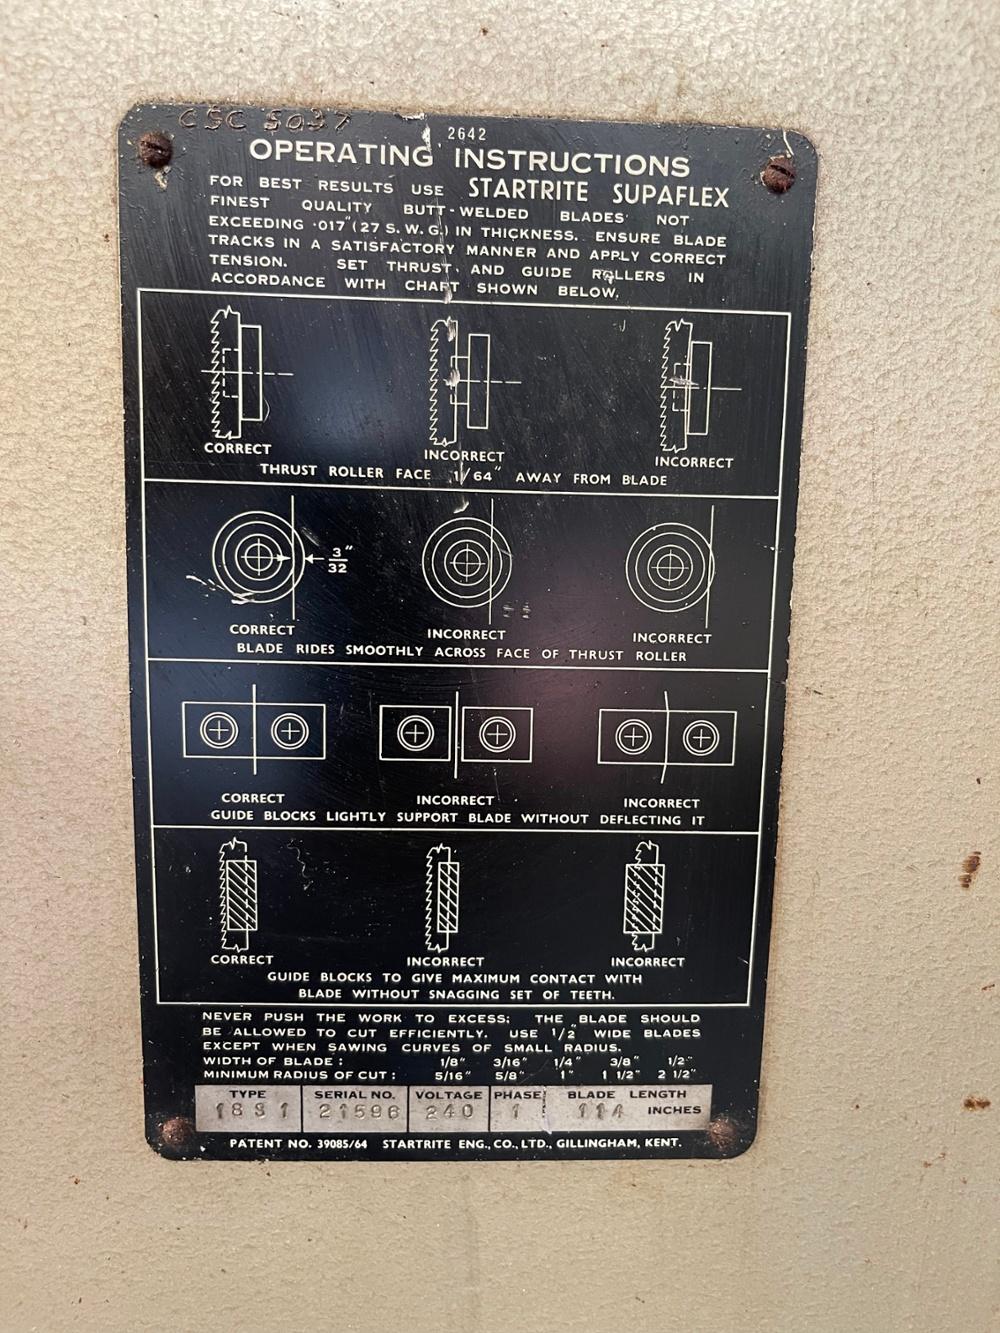 CSC 5037
2642
OPERATING INSTRUCTIONS
FOR BEST RESULTS USE STARTRITE SUPAFLEX
FINEST QUALITY BUTT-WELDED BLADES NOT
EXCEEDING ·017" (27 S.W.G.) IN THICKNESS. ENSURE BLADE
TRACKS IN A SATISFACTORY MANNER AND APPLY CORRECT
TENSION. SET THRUST, AND GUIDE ROLLERS IN
ACCORDANCE WITH CHART SHOWN BELOW.
CORRECT INCORRECT INCORRECT
THRUST ROLLER FACE 1/64" AWAY FROM BLADE
3/32"
CORRECT INCORRECT INCORRECT
BLADE RIDES SMOOTHLY ACROSS FACE OF THRUST ROLLER
CORRECT INCORRECT INCORRECT
GUIDE BLOCKS LIGHTLY SUPPORT BLADE WITHOUT DEFLECTING IT
CORRECT INCORRECT INCORRECT
GUIDE BLOCKS TO GIVE MAXIMUM CONTACT WITH
BLADE WITHOUT SNAGGING SET OF TEETH.
NEVER PUSH THE WORK TO EXCESS; THE BLADE SHOULD
BE ALLOWED TO CUT EFFICIENTLY. USE 1/2" WIDE BLADES
EXCEPT WHEN SAWING CURVES OF SMALL RADIUS.
WIDTH OF BLADE : 1/8" 3/16" 1/4" 3/8" 1/2"
MINIMUM RADIUS OF CUT : 5/16" 5/8" 1" 1 1/2" 2 1/2"
TYPE SERIAL NO. VOLTAGE PHASE BLADE LENGTH
18S1 21596 240 1 114 INCHES
PATENT NO. 39085/64 STARTRITE ENG., CO., LTD., GILLINGHAM, KENT.